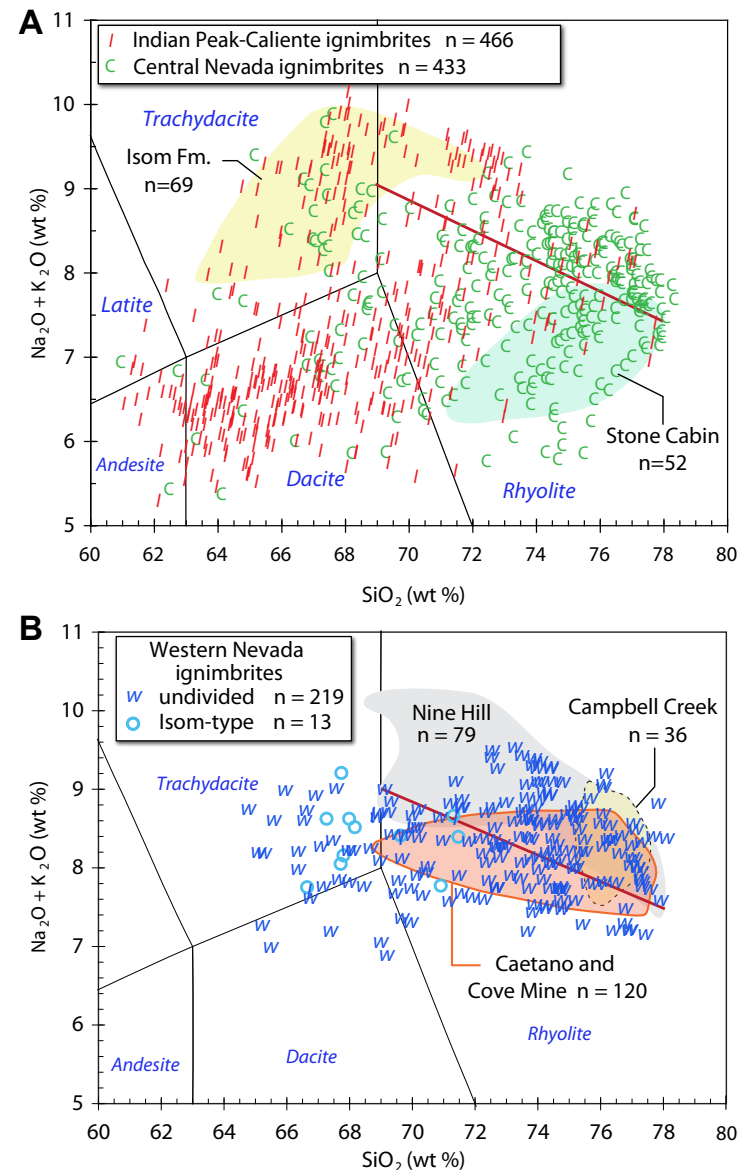 A
Indian Peak-Caliente ignimbrites n = 466
C Central Nevada ignimbrites n = 433
Trachydacite
Isom Fm.
n=69
Latite
Andesite
Dacite
Rhyolite
Stone Cabin
n=52
Na2O + K2O (wt %)
11
10
9
8
7
6
5
60 62 64 66 68 70 72 74 76 78 80
SiO2 (wt %)
B
Western Nevada
ignimbrites
W undivided n = 219
Isom-type n = 13
Nine Hill
n = 79
Campbell Creek
n = 36
Trachydacite
Caetano and
Cove Mine n = 120
Andesite
Dacite
Rhyolite
Na2O + K2O (wt %)
11
10
9
8
7
6
5
60 62 64 66 68 70 72 74 76 78 80
SiO2 (wt %)